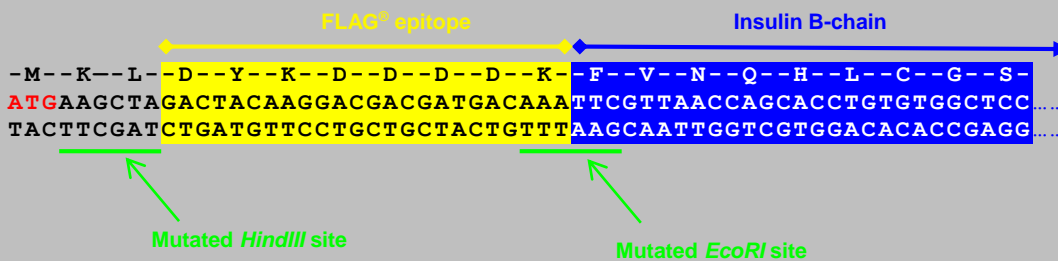 FLAG® epitope Insulin B-chain
-M--K—-L--D--Y--K--D--D--D--D--K--F--V--N--Q--H--L--C--G--S-
ATGAAGCTAGACTACAAGGACGACGATGACAAATTCGTTAACCAGCACCTGTGTGGCTCC……
TACTTCGATCTGATGTTCCTGCTGCTACTGTTTAAGCAATTGGTCGTGGACACACCGAGG……
Mutated HindIII site
Mutated EcoRI site